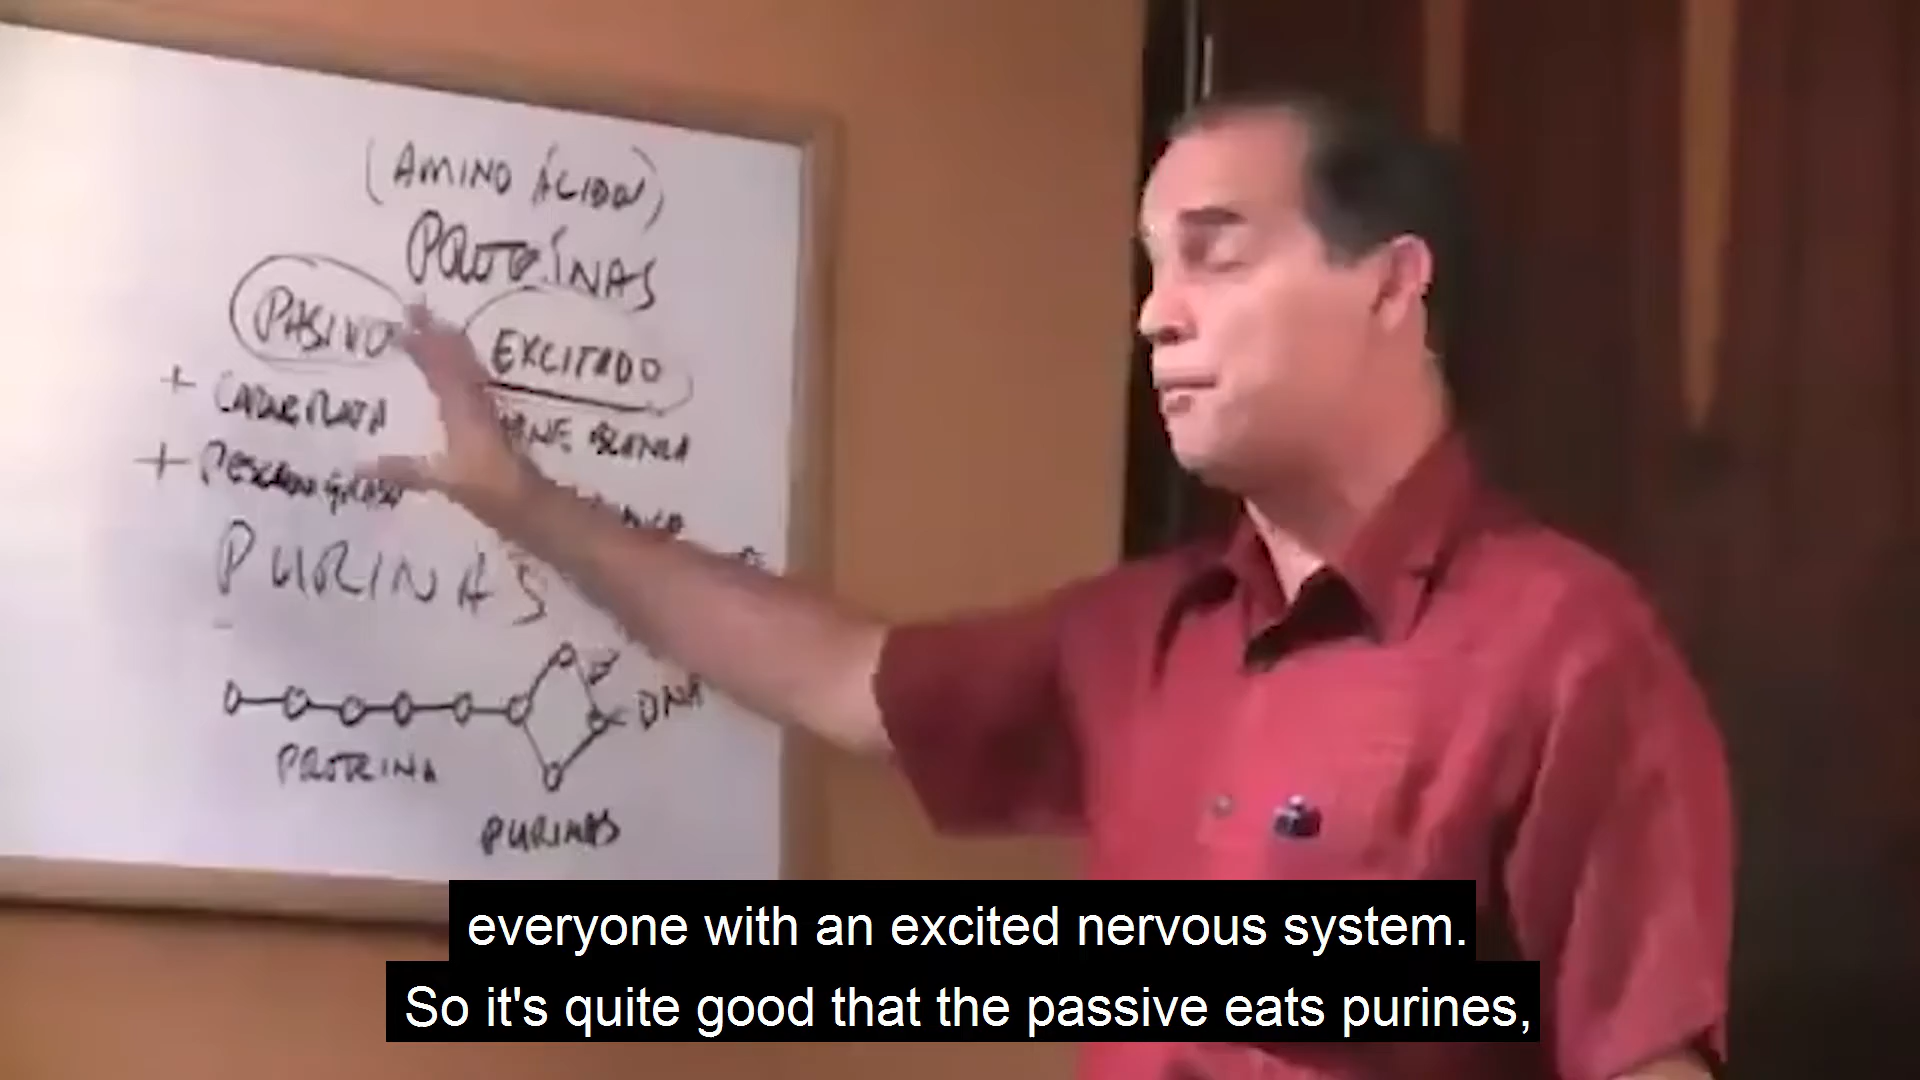 (AMINO ÁCIDOS)
PROTEÍNAS
PASIVO EXCITADO
+ CARNE ROJA
CARNE BLANCA
+ PESCADO GRASO
PURINAS
DNA
PROTEINA
PURINAS
everyone with an excited nervous system.
So it's quite good that the passive eats purines,